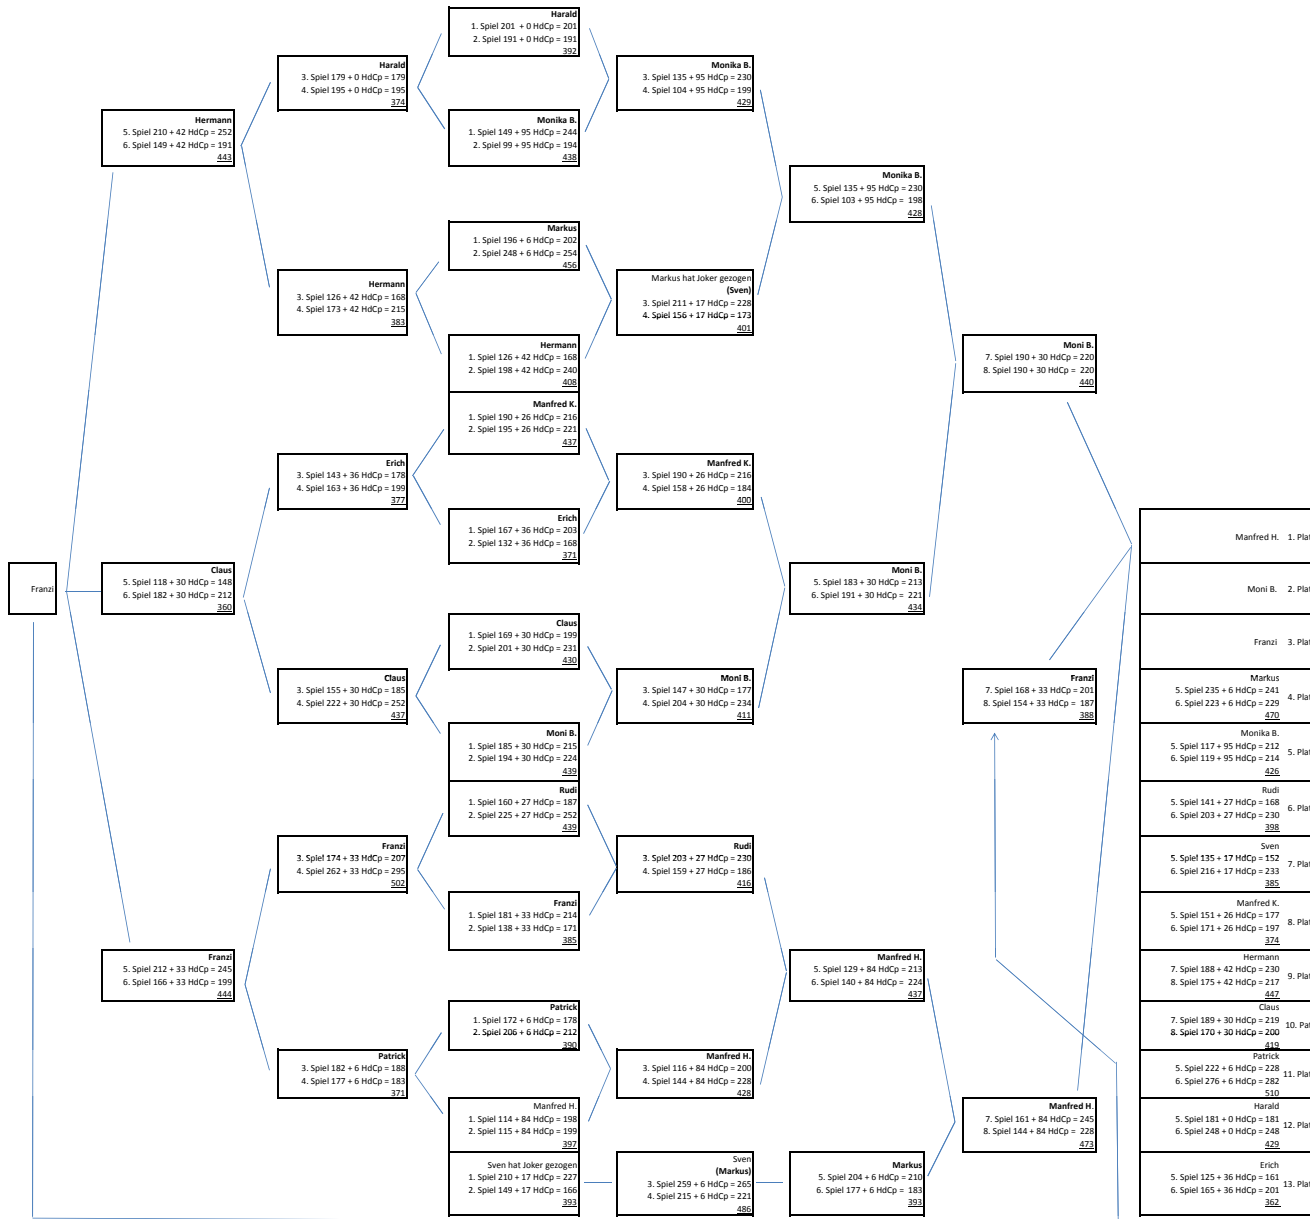 Harald
1. Spiel 201  + 0 HdCp = 201
2. Spiel 191 + 0 HdCp = 191
392
Harald
3. Spiel 179 + 0 HdCp = 179
4. Spiel 195 + 0 HdCp = 195
374
Monika B.
3. Spiel 135 + 95 HdCp = 230
4. Spiel 104 + 95 HdCp = 199
429
Hermann
5. Spiel 210 + 42 HdCp = 252
6. Spiel 149 + 42 HdCp = 191
443
Monika B.
1. Spiel 149 + 95 HdCp = 244
2. Spiel 99 + 95 HdCp = 194
438
Monika B.
5. Spiel 135 + 95 HdCp = 230
6. Spiel 103 + 95 HdCp =  198
428
Markus
1. Spiel 196 + 6 HdCp = 202
2. Spiel 248 + 6 HdCp = 254
456
Hermann
3. Spiel 126 + 42 HdCp = 168
4. Spiel 173 + 42 HdCp = 215
383
Markus hat Joker gezogen
(Sven)
3. Spiel 211 + 17 HdCp = 228
4. Spiel 156 + 17 HdCp = 173
401
Hermann
1. Spiel 126 + 42 HdCp = 168
2. Spiel 198 + 42 HdCp = 240
408
Moni B.
7. Spiel 190 + 30 HdCp = 220
8. Spiel 190 + 30 HdCp =  220
440
Manfred K.
1. Spiel 190 + 26 HdCp = 216
2. Spiel 195 + 26 HdCp = 221
437
Erich
3. Spiel 143 + 36 HdCp = 178
4. Spiel 163 + 36 HdCp = 199
377
Manfred K.
3. Spiel 190 + 26 HdCp = 216
4. Spiel 158 + 26 HdCp = 184
400
Erich
1. Spiel 167 + 36 HdCp = 203
2. Spiel 132 + 36 HdCp = 168
371
Franzi
Claus
5. Spiel 118 + 30 HdCp = 148
6. Spiel 182 + 30 HdCp = 212
360
Moni B.
5. Spiel 183 + 30 HdCp = 213
6. Spiel 191 + 30 HdCp =  221
434
Claus
1. Spiel 169 + 30 HdCp = 199
2. Spiel 201 + 30 HdCp = 231
430
Claus
3. Spiel 155 + 30 HdCp = 185
4. Spiel 222 + 30 HdCp = 252
437
Moni B.
3. Spiel 147 + 30 HdCp = 177
4. Spiel 204 + 30 HdCp = 234
411
Franzi
7. Spiel 168 + 33 HdCp = 201
8. Spiel 154 + 33 HdCp =  187
388
Moni B.
1. Spiel 185 + 30 HdCp = 215
2. Spiel 194 + 30 HdCp = 224
439
Rudi
1. Spiel 160 + 27 HdCp = 187
2. Spiel 225 + 27 HdCp = 252
439
Franzi
3. Spiel 174 + 33 HdCp = 207
4. Spiel 262 + 33 HdCp = 295
502
Rudi
3. Spiel 203 + 27 HdCp = 230
4. Spiel 159 + 27 HdCp = 186
416
Franzi
1. Spiel 181 + 33 HdCp = 214
2. Spiel 138 + 33 HdCp = 171
385
Franzi
5. Spiel 212 + 33 HdCp = 245
6. Spiel 166 + 33 HdCp = 199
444
Manfred H.
5. Spiel 129 + 84 HdCp = 213
6. Spiel 140 + 84 HdCp =  224
437
Patrick
1. Spiel 172 + 6 HdCp = 178
2. Spiel 206 + 6 HdCp = 212
390
Patrick
3. Spiel 182 + 6 HdCp = 188
4. Spiel 177 + 6 HdCp = 183
371
Manfred H.
3. Spiel 116 + 84 HdCp = 200
4. Spiel 144 + 84 HdCp = 228
428
Manfred H.
1. Spiel 114 + 84 HdCp = 198
2. Spiel 115 + 84 HdCp = 199
397
Manfred H.
7. Spiel 161 + 84 HdCp = 245
8. Spiel 144 + 84 HdCp =  228
473
Sven hat Joker gezogen
1. Spiel 210 + 17 HdCp = 227
2. Spiel 149 + 17 HdCp = 166
393
Sven
(Markus)
3. Spiel 259 + 6 HdCp = 265
4. Spiel 215 + 6 HdCp = 221
486
Markus
5. Spiel 204 + 6 HdCp = 210
6. Spiel 177 + 6 HdCp =  183
393
Manfred H. 1. Plat
Moni B. 2. Plat
Franzi 3. Plat
Markus
5. Spiel 235 + 6 HdCp = 241
6. Spiel 223 + 6 HdCp = 229
470
4. Plat
Monika B.
5. Spiel 117 + 95 HdCp = 212
6. Spiel 119 + 95 HdCp = 214
426
5. Plat
Rudi
5. Spiel 141 + 27 HdCp = 168
6. Spiel 203 + 27 HdCp = 230
398
6. Plat
Sven
5. Spiel 135 + 17 HdCp = 152
6. Spiel 216 + 17 HdCp = 233
385
7. Plat
Manfred K.
5. Spiel 151 + 26 HdCp = 177
6. Spiel 171 + 26 HdCp = 197
374
8. Plat
Hermann
7. Spiel 188 + 42 HdCp = 230
8. Spiel 175 + 42 HdCp = 217
447
9. Plat
Claus
7. Spiel 189 + 30 HdCp = 219
8. Spiel 170 + 30 HdCp = 200
419
10. Pat
Patrick
5. Spiel 222 + 6 HdCp = 228
6. Spiel 276 + 6 HdCp = 282
510
11. Plat
Harald
5. Spiel 181 + 0 HdCp = 181
6. Spiel 248 + 0 HdCp = 248
429
12. Plat
Erich
5. Spiel 125 + 36 HdCp = 161
6. Spiel 165 + 36 HdCp = 201
362
13. Plat